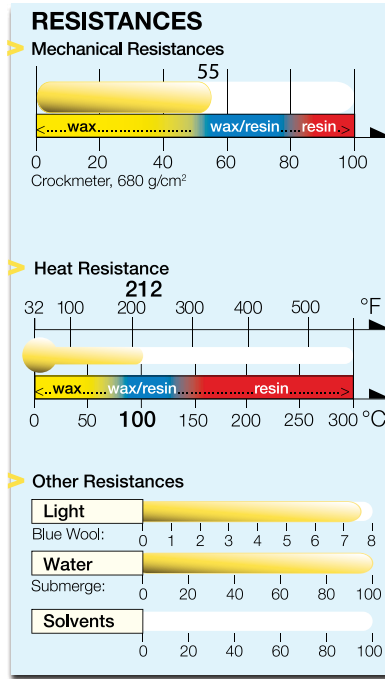 RESISTANCES
> Mechanical Resistances
55
<.....wax................... wax/resin .....resin.>
0 20 40 60 80 100
Crockmeter, 680 g/cm²
> Heat Resistance
212
32 100 200 300 400 500 °F
<..wax........wax/resin...............resin............>
0 50 100 150 200 250 300 °C
> Other Resistances
Light
Blue Wool: 0 1 2 3 4 5 6 7 8
Water
Submerge: 0 20 40 60 80 100
Solvents
0 20 40 60 80 100